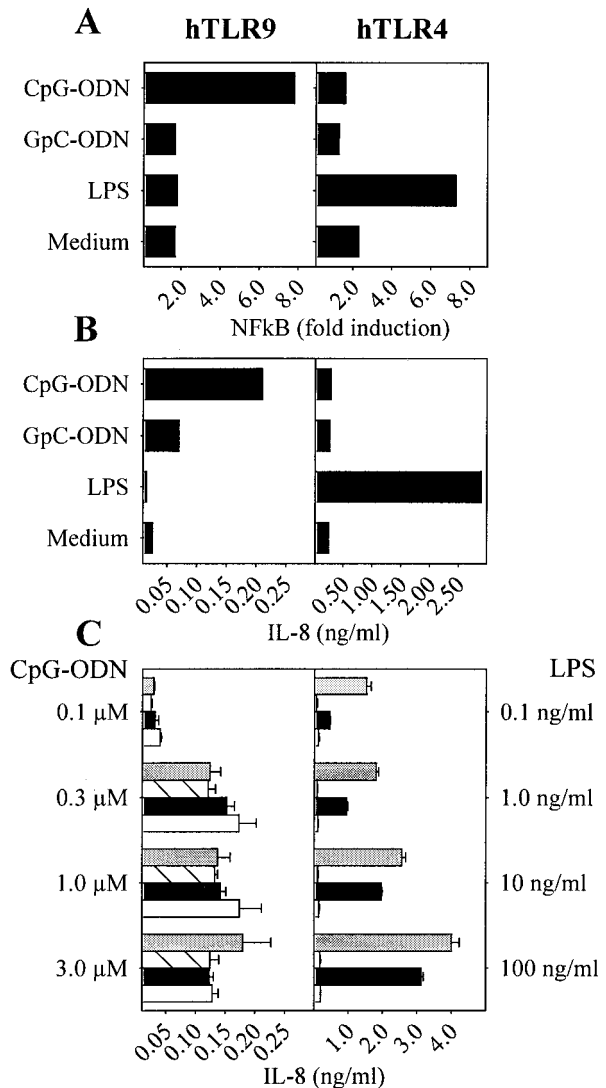 A
hTLR9 hTLR4
CpG-ODN
GpC-ODN
LPS
Medium
2.0 4.0 6.0 8.0 2.0 4.0 6.0 8.0
NFkB (fold induction)
B
CpG-ODN
GpC-ODN
LPS
Medium
0.05 0.10 0.15 0.20 0.25 0.50 1.00 1.50 2.00 2.50
IL-8 (ng/ml)
C
CpG-ODN LPS
0.1 µM 0.1 ng/ml
0.3 µM 1.0 ng/ml
1.0 µM 10 ng/ml
3.0 µM 100 ng/ml
0.05 0.10 0.15 0.20 0.25 1.0 2.0 3.0 4.0
IL-8 (ng/ml)